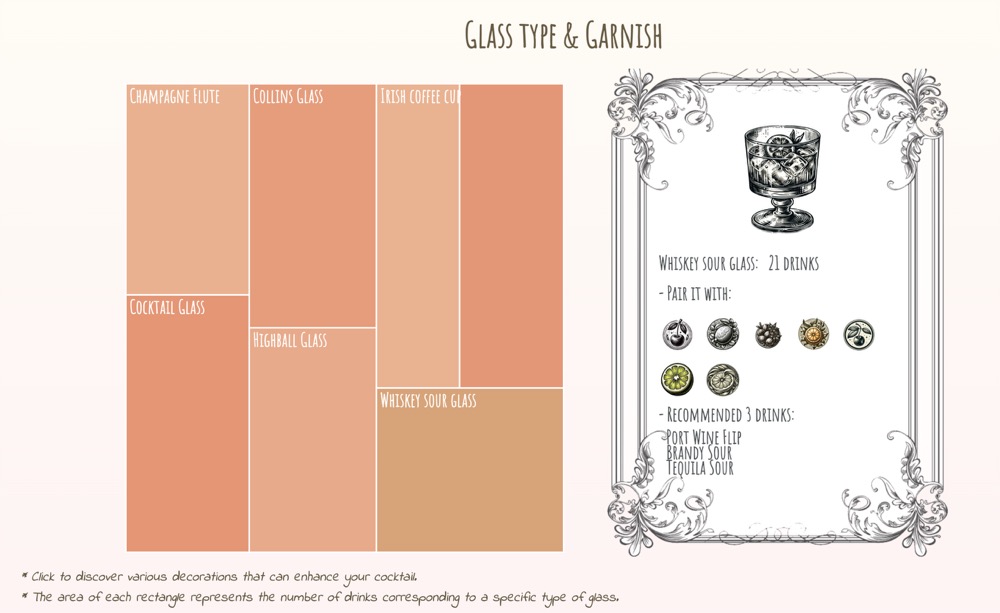 Glass type & Garnish
Champagne Flute
Collins Glass
Irish coffee cup
Cocktail Glass
Highball Glass
Whiskey sour glass
Whiskey sour glass: 21 drinks
- Pair it with:
- Recommended 3 drinks:
Port Wine Flip
Brandy Sour
Tequila Sour
* Click to discover various decorations that can enhance your cocktail.
* The area of each rectangle represents the number of drinks corresponding to a specific type of glass.